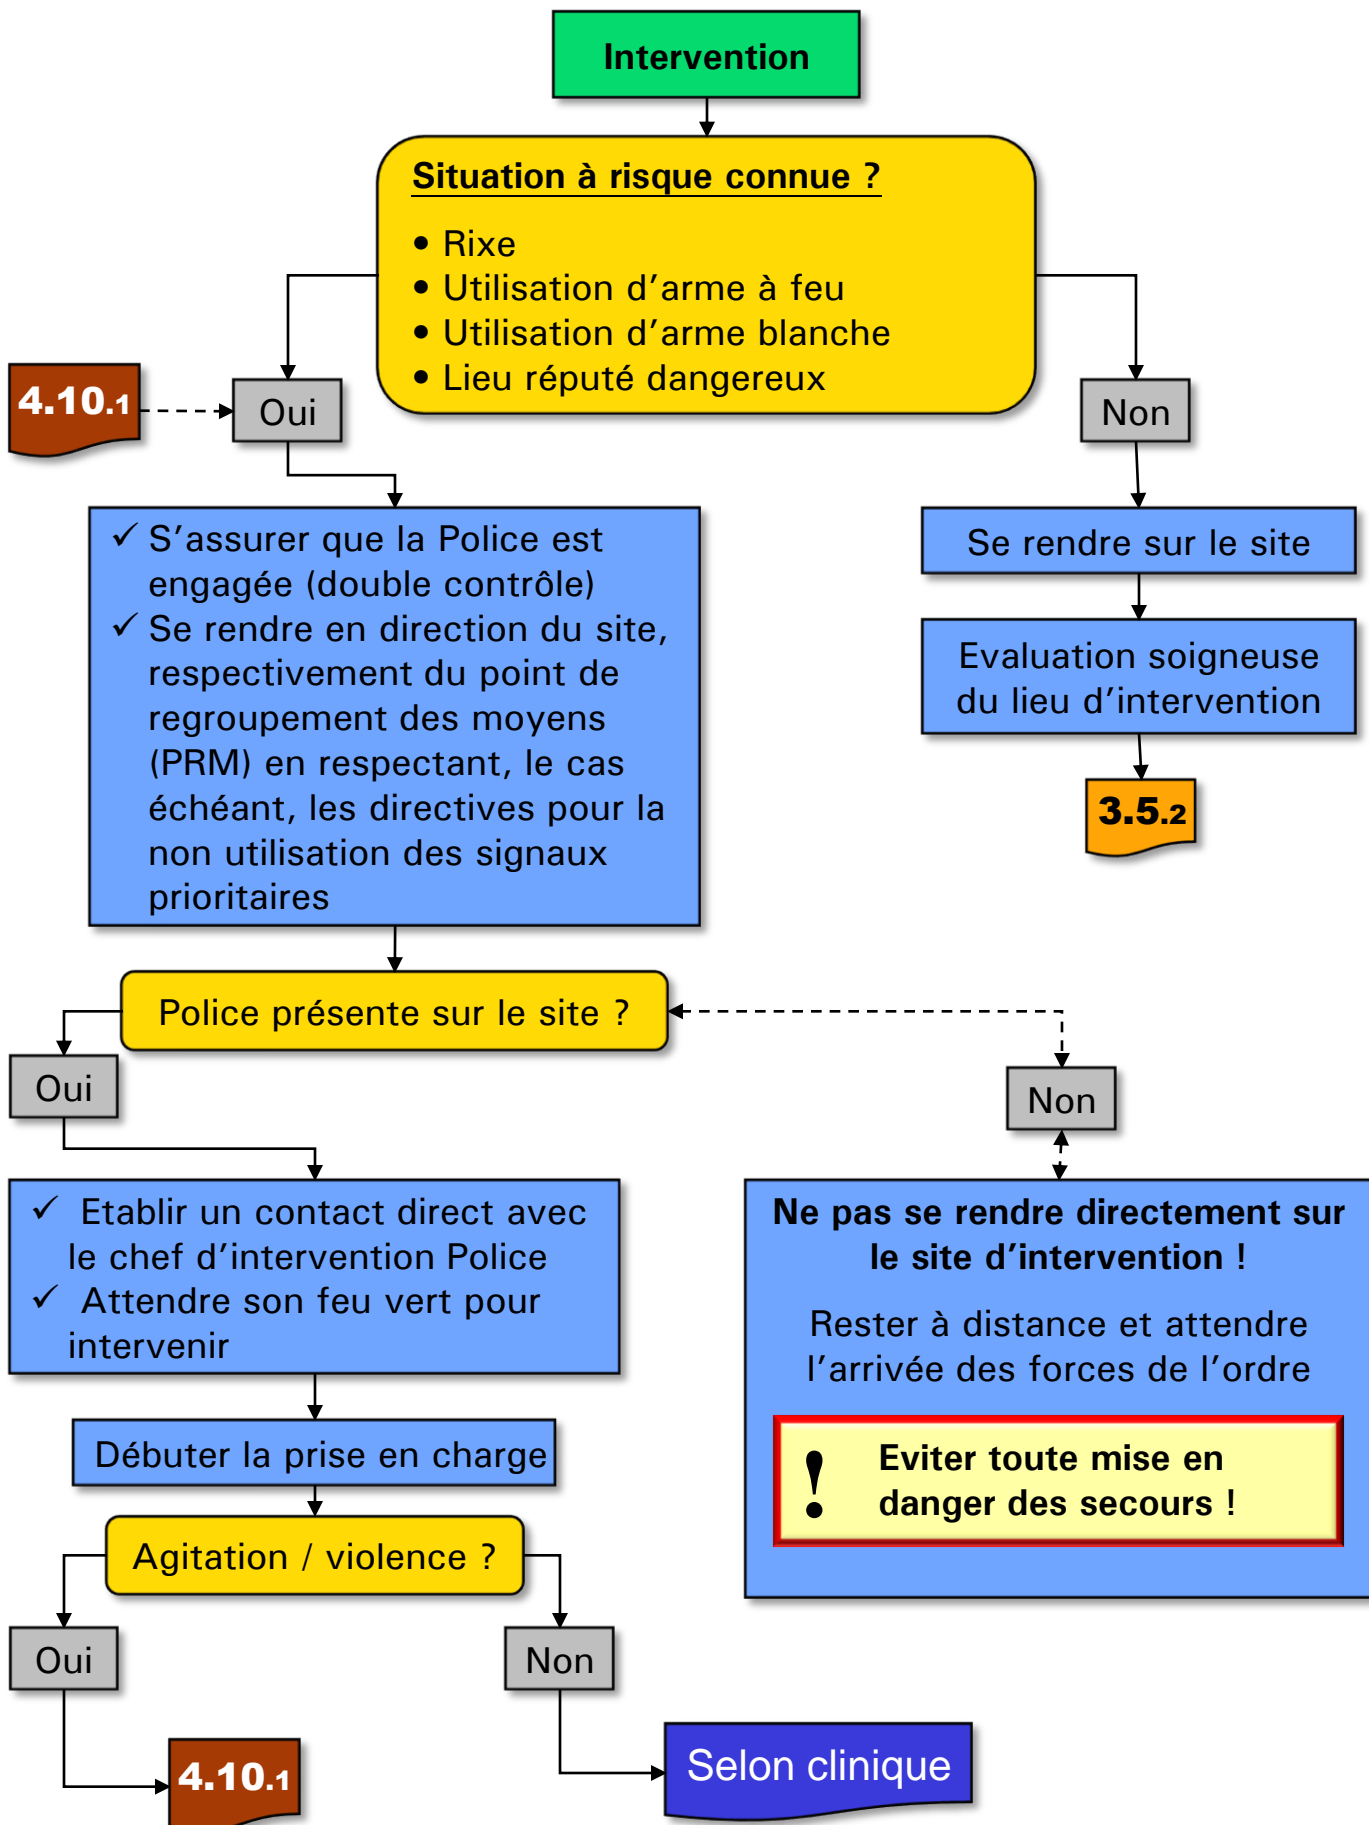 Intervention
Situation à risque connue ?
• Rixe
• Utilisation d’arme à feu
• Utilisation d’arme blanche
• Lieu réputé dangereux
4.10.1
Oui
Non
✓ S’assurer que la Police est
engagée (double contrôle)
✓ Se rendre en direction du site,
respectivement du point de
regroupement des moyens
(PRM) en respectant, le cas
échéant, les directives pour la
non utilisation des signaux
prioritaires
Se rendre sur le site
Evaluation soigneuse
du lieu d’intervention
3.5.2
Police présente sur le site ?
Oui
Non
✓ Etablir un contact direct avec
le chef d’intervention Police
✓ Attendre son feu vert pour
intervenir
Ne pas se rendre directement sur
le site d’intervention !
Rester à distance et attendre
l’arrivée des forces de l’ordre
! Eviter toute mise en
danger des secours !
Débuter la prise en charge
Agitation / violence ?
Oui
Non
4.10.1
Selon clinique